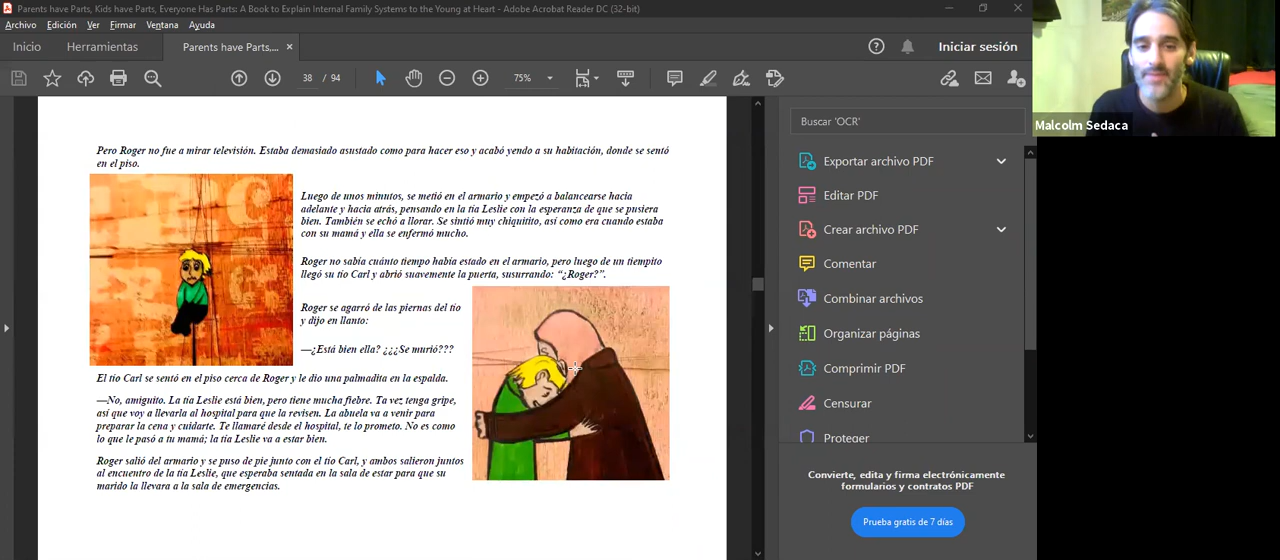 Parents have Parts, Kids have Parts, Everyone Has Parts: A Book to Explain Internal Family Systems to the Young at Heart - Adobe Acrobat Reader DC (32-bit)
Archivo Edición Ver Firmar Ventana Ayuda
Inicio Herramientas Parents have Parts,... × Iniciar sesión
38 / 94 75%
Malcolm Sedaca
Buscar 'OCR'
Pero Roger no fue a mirar televisión. Estaba demasiado asustado como para hacer eso y acabó yendo a su habitación, donde se sentó
en el piso.
Luego de unos minutos, se metió en el armario y empezó a balancearse hacia
adelante y hacia atrás, pensando en la tía Leslie con la esperanza de que se pusiera
bien. También se echó a llorar. Se sintió muy chiquitito, así como era cuando estaba
con su mamá y ella se enfermó mucho.
Roger no sabía cuánto tiempo había estado en el armario, pero luego de un tiempito
llegó su tío Carl y abrió suavemente la puerta, susurrando: “¿Roger?”.
Roger se agarró de las piernas del tío
y dijo en llanto:
—¿Está bien ella? ¿¿¿Se murió???
El tío Carl se sentó en el piso cerca de Roger y le dio una palmadita en la espalda.
—No, amiguito. La tía Leslie está bien, pero tiene mucha fiebre. Ta vez tenga gripe,
así que voy a llevarla al hospital para que la revisen. La abuela va a venir para
preparar la cena y cuidarte. Te llamaré desde el hospital, te lo prometo. No es como
lo que le pasó a tu mamá; la tía Leslie va a estar bien.
Roger salió del armario y se puso de pie junto con el tío Carl, y ambos salieron juntos
al encuentro de la tía Leslie, que esperaba sentada en la sala de estar para que su
marido la llevara a la sala de emergencias.
Exportar archivo PDF
Editar PDF
Crear archivo PDF
Comentar
Combinar archivos
Organizar páginas
Comprimir PDF
Censurar
Proteger
Convierte, edita y firma electrónicamente
formularios y contratos PDF
Prueba gratis de 7 días